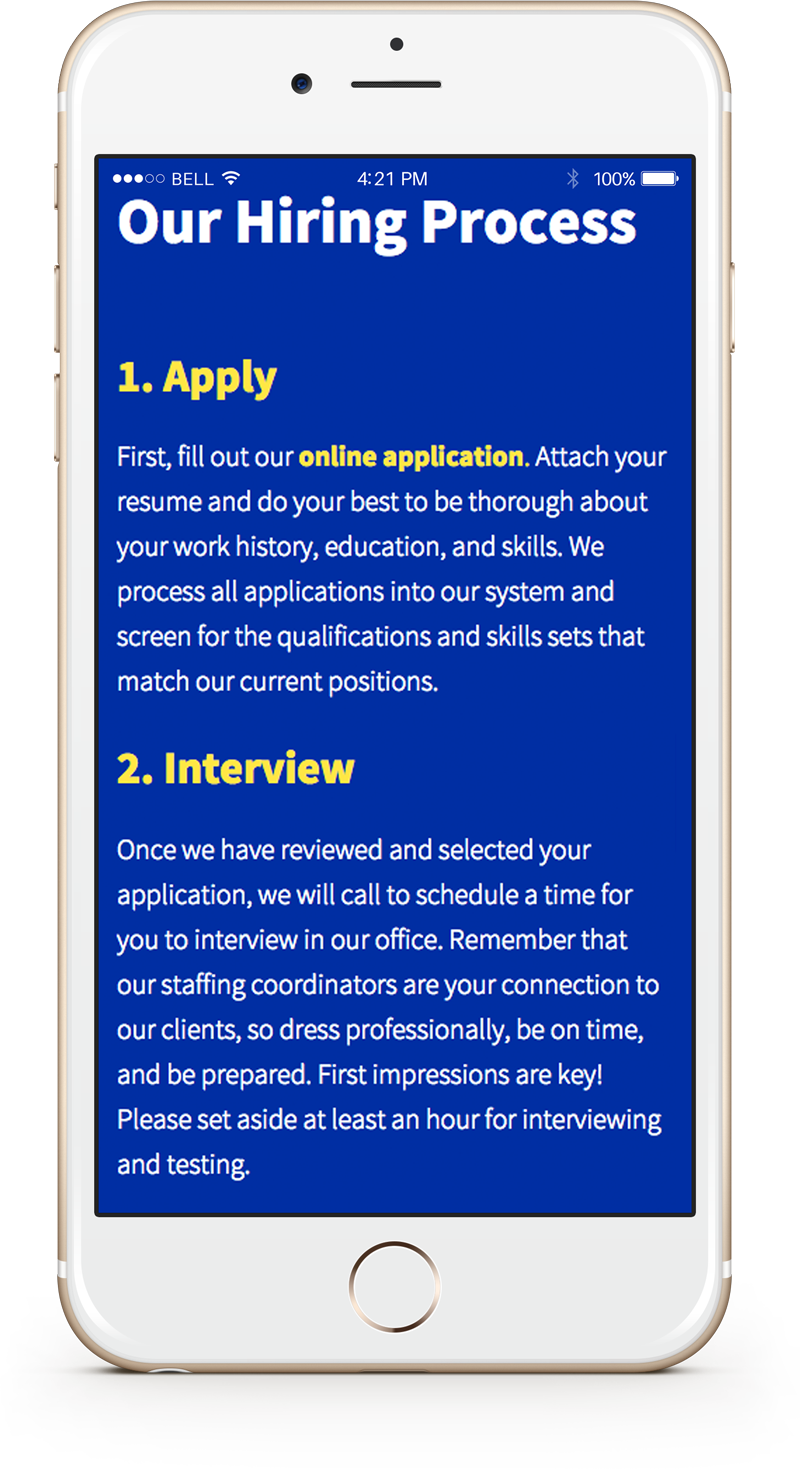 BELL 4:21 PM 100%
Our Hiring Process
1. Apply
First, fill out our online application. Attach your
resume and do your best to be thorough about
your work history, education, and skills. We
process all applications into our system and
screen for the qualifications and skills sets that
match our current positions.
2. Interview
Once we have reviewed and selected your
application, we will call to schedule a time for
you to interview in our office. Remember that
our staffing coordinators are your connection to
our clients, so dress professionally, be on time,
and be prepared. First impressions are key!
Please set aside at least an hour for interviewing
and testing.